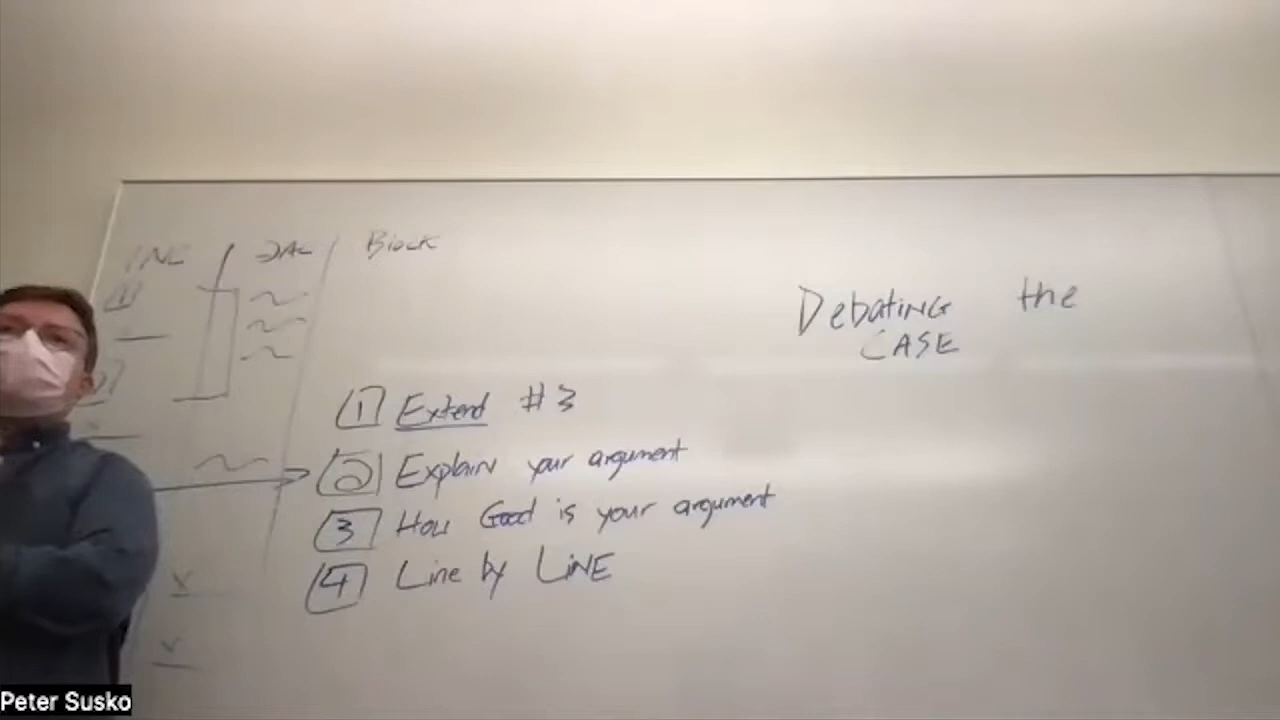 1NC 2AC Block
1
Debating the
CASE
1 Extend #3
2 Explain your argument
3 How Good is your argument
4 Line by LiNE
Peter Susko